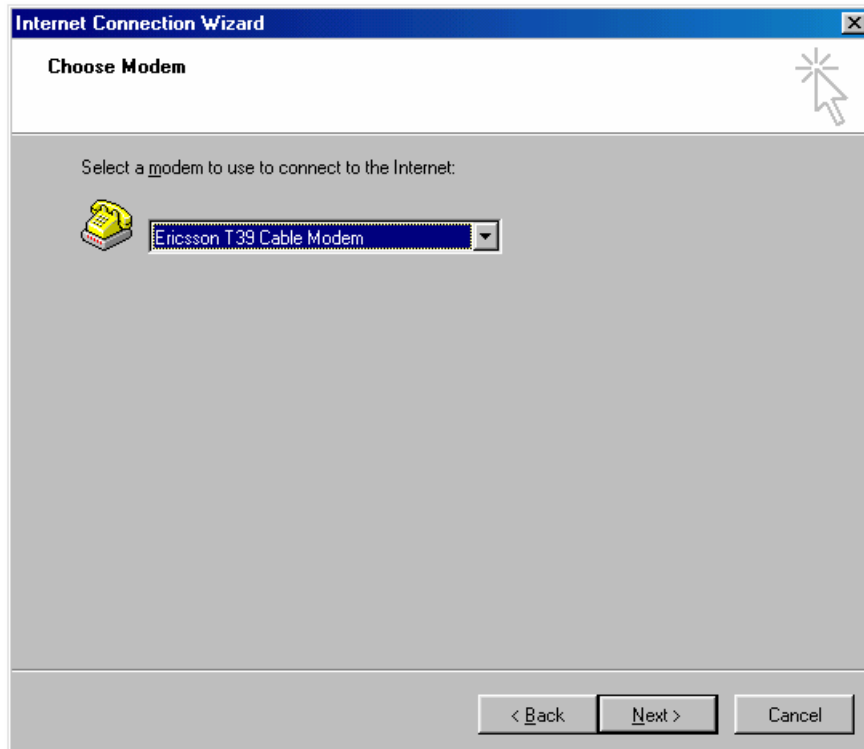 Internet Connection Wizard
Choose Modem
Select a modem to use to connect to the Internet:
Ericsson T39 Cable Modem
< Back Next > Cancel